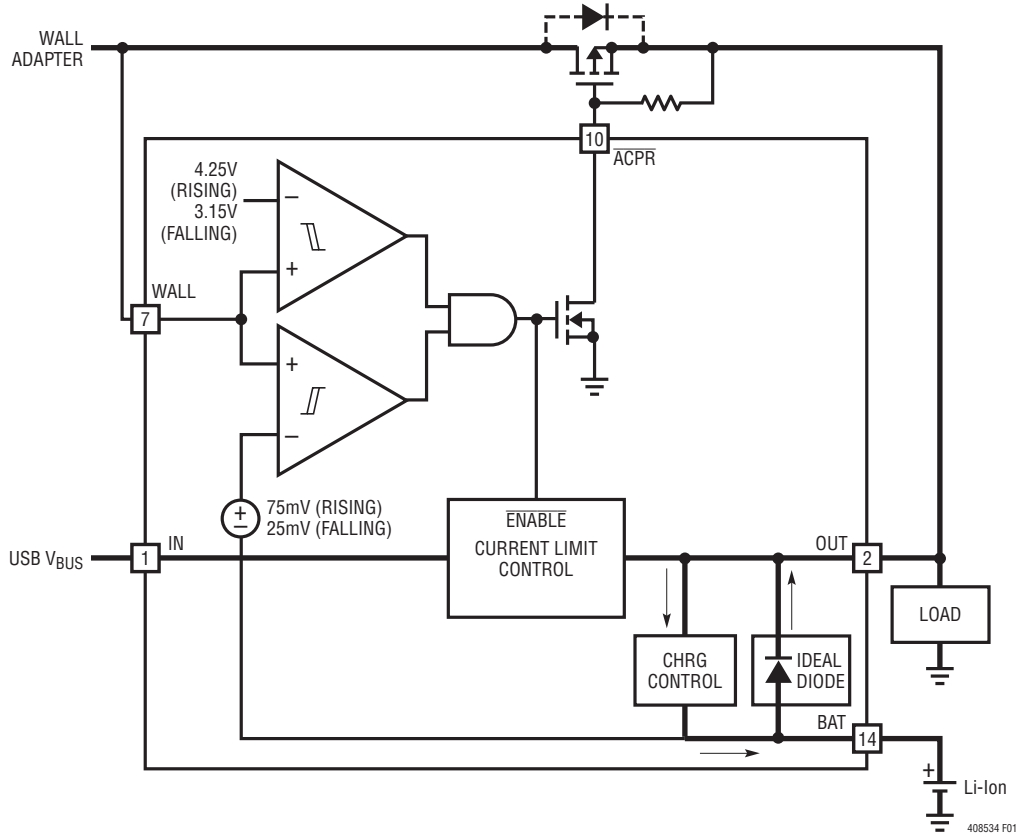 WALL
ADAPTER
10
ACPR
4.25V
(RISING)
3.15V
(FALLING)
−
+
WALL
7
+
−
+
−
75mV (RISING)
25mV (FALLING)
ENABLE
CURRENT LIMIT
CONTROL
USB VBUS
1
IN
OUT
2
LOAD
CHRG
CONTROL
IDEAL
DIODE
BAT
14
+
Li-Ion
408534 F01